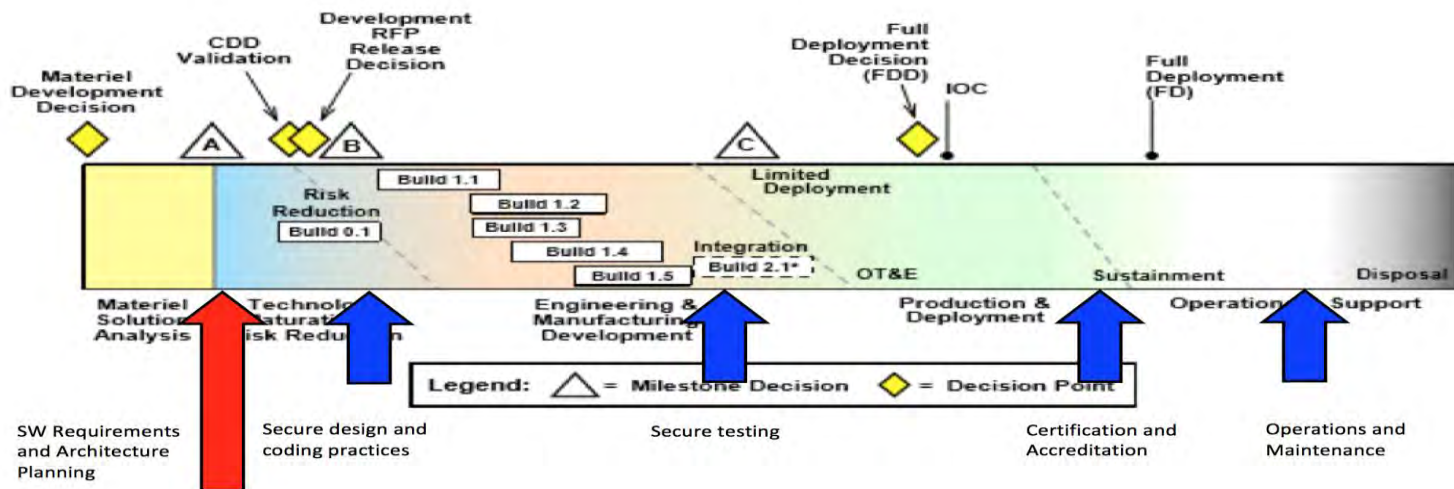 Materiel
Development
Decision
CDD
Validation
Development
RFP
Release
Decision
Full
Deployment
Decision
(FDD)
IOC
Full
Deployment
(FD)
A
B
C
Build 1.1
Limited
Deployment
Risk
Reduction
Build 0.1
Build 1.2
Build 1.3
Build 1.4
Build 1.5
Integration
Build 2.1*
OT&E
Sustainment
Disposal
Materiel
Solution
Analysis
Risk Reduction
Engineering &
Manufacturing
Development
Production &
Deployment
Operation
Support
Legend:
= Milestone Decision
= Decision Point
SW Requirements
and Architecture
Planning
Secure design and
coding practices
Secure testing
Certification and
Accreditation
Operations and
Maintenance